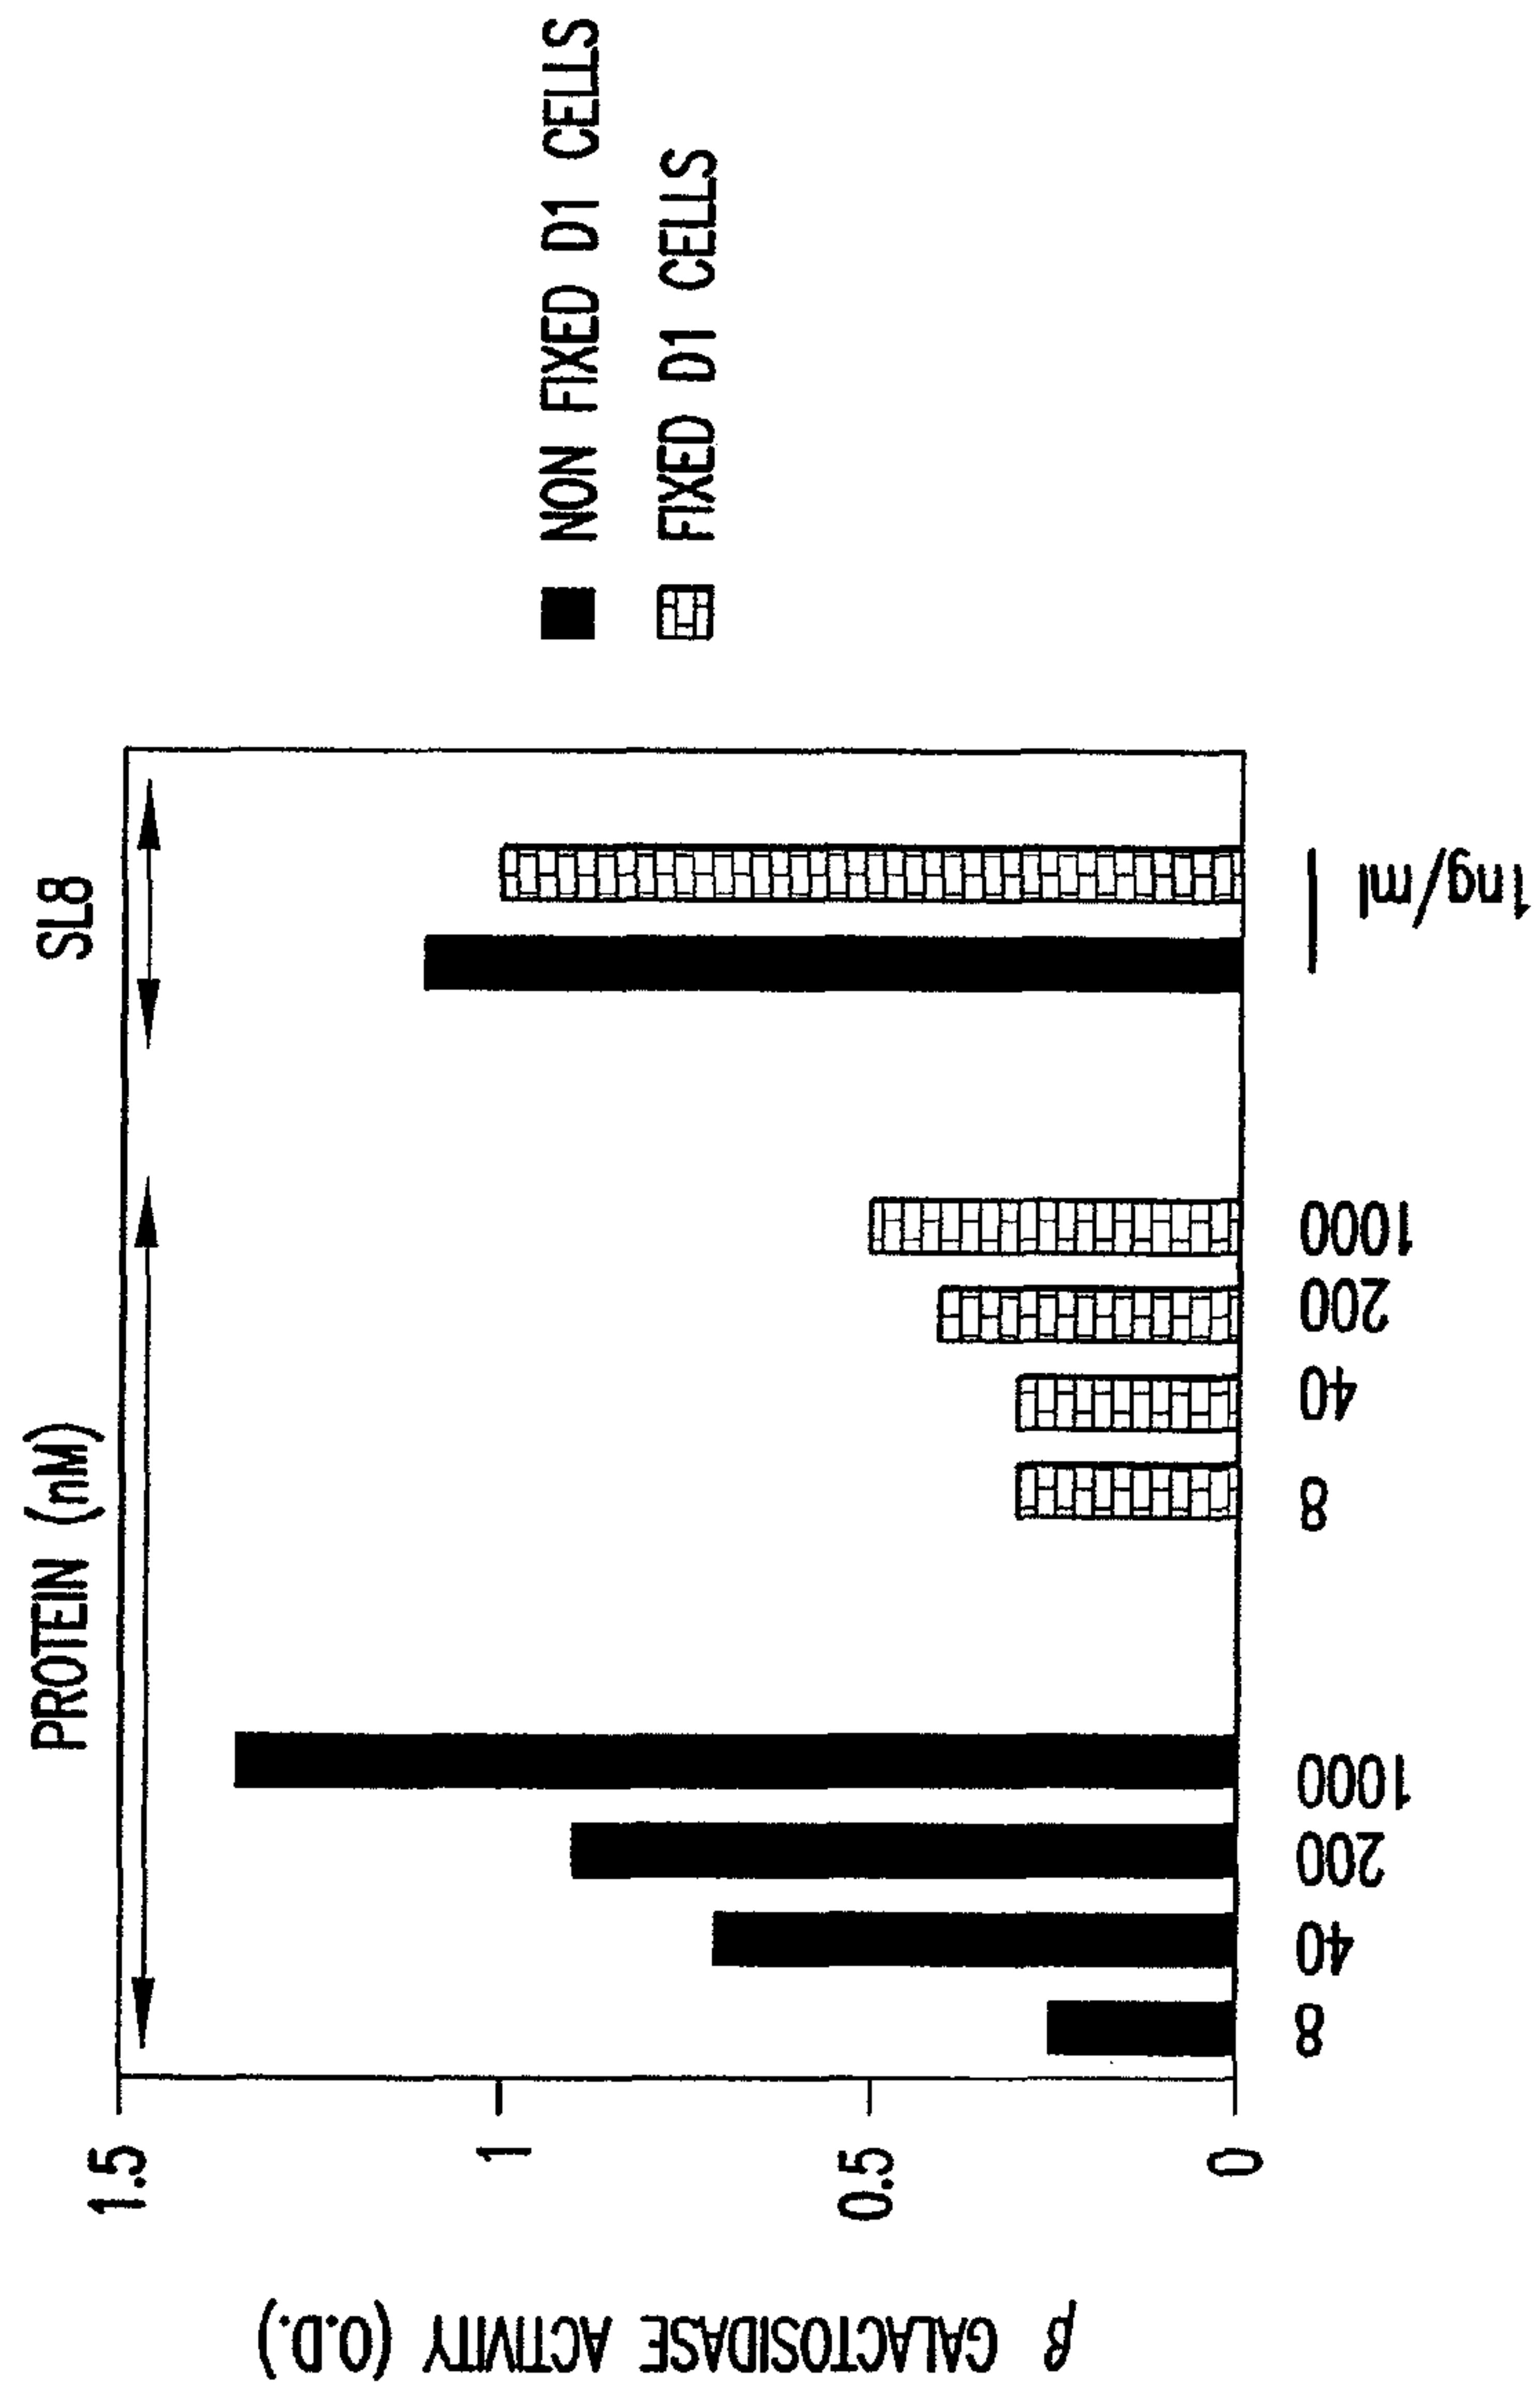 PROTEIN (nM)
SL8
β GALACTOSIDASE ACTIVITY (O.D.)
1.5
1
0.5
0
8 40 200 1000 8 40 200 1000 1ng/ml
NON FIXED D1 CELLS
FIXED D1 CELLS